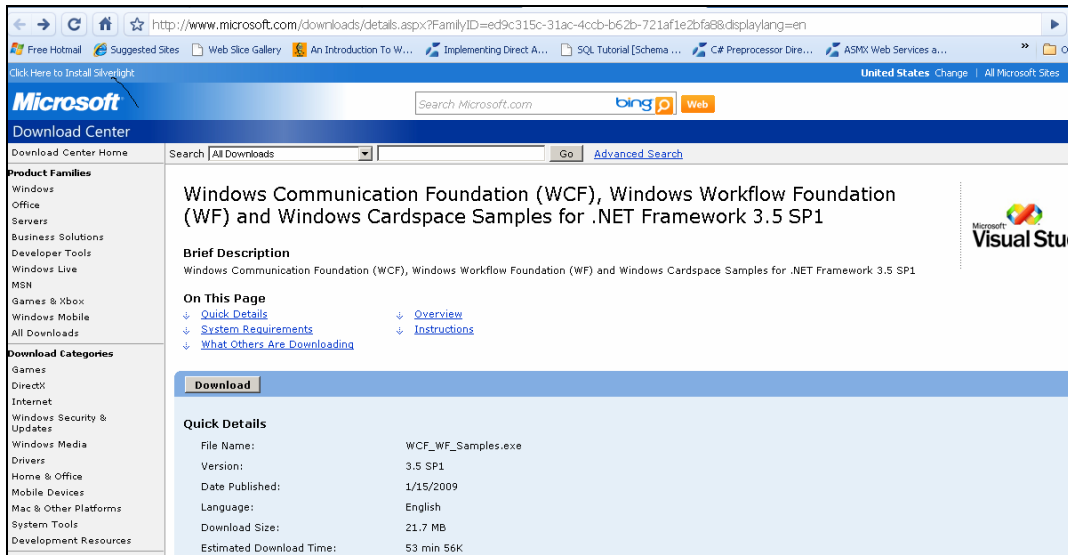 http://www.microsoft.com/downloads/details.aspx?FamilyID=ed9c315c-31ac-4ccb-b62b-721af1e2bfa8&displaylang=en
Free Hotmail Suggested Sites Web Slice Gallery An Introduction To W... Implementing Direct A... SQL Tutorial [Schema ... C# Preprocessor Dire... ASMX Web Services a... »
Click Here to Install Silverlight United States Change | All Microsoft Sites
Microsoft Search Microsoft.com bing Web
Download Center
Download Center Home Search All Downloads Go Advanced Search
Product Families
Windows
Office
Servers
Business Solutions
Developer Tools
Windows Live
MSN
Games & Xbox
Windows Mobile
All Downloads
Download Categories
Games
DirectX
Internet
Windows Security & Updates
Windows Media
Drivers
Home & Office
Mobile Devices
Mac & Other Platforms
System Tools
Development Resources
Windows Communication Foundation (WCF), Windows Workflow Foundation
(WF) and Windows Cardspace Samples for .NET Framework 3.5 SP1
Microsoft Visual Stu
Brief Description
Windows Communication Foundation (WCF), Windows Workflow Foundation (WF) and Windows Cardspace Samples for .NET Framework 3.5 SP1
On This Page
Quick Details Overview
System Requirements Instructions
What Others Are Downloading
Download
Quick Details
File Name: WCF_WF_Samples.exe
Version: 3.5 SP1
Date Published: 1/15/2009
Language: English
Download Size: 21.7 MB
Estimated Download Time: 53 min 56K